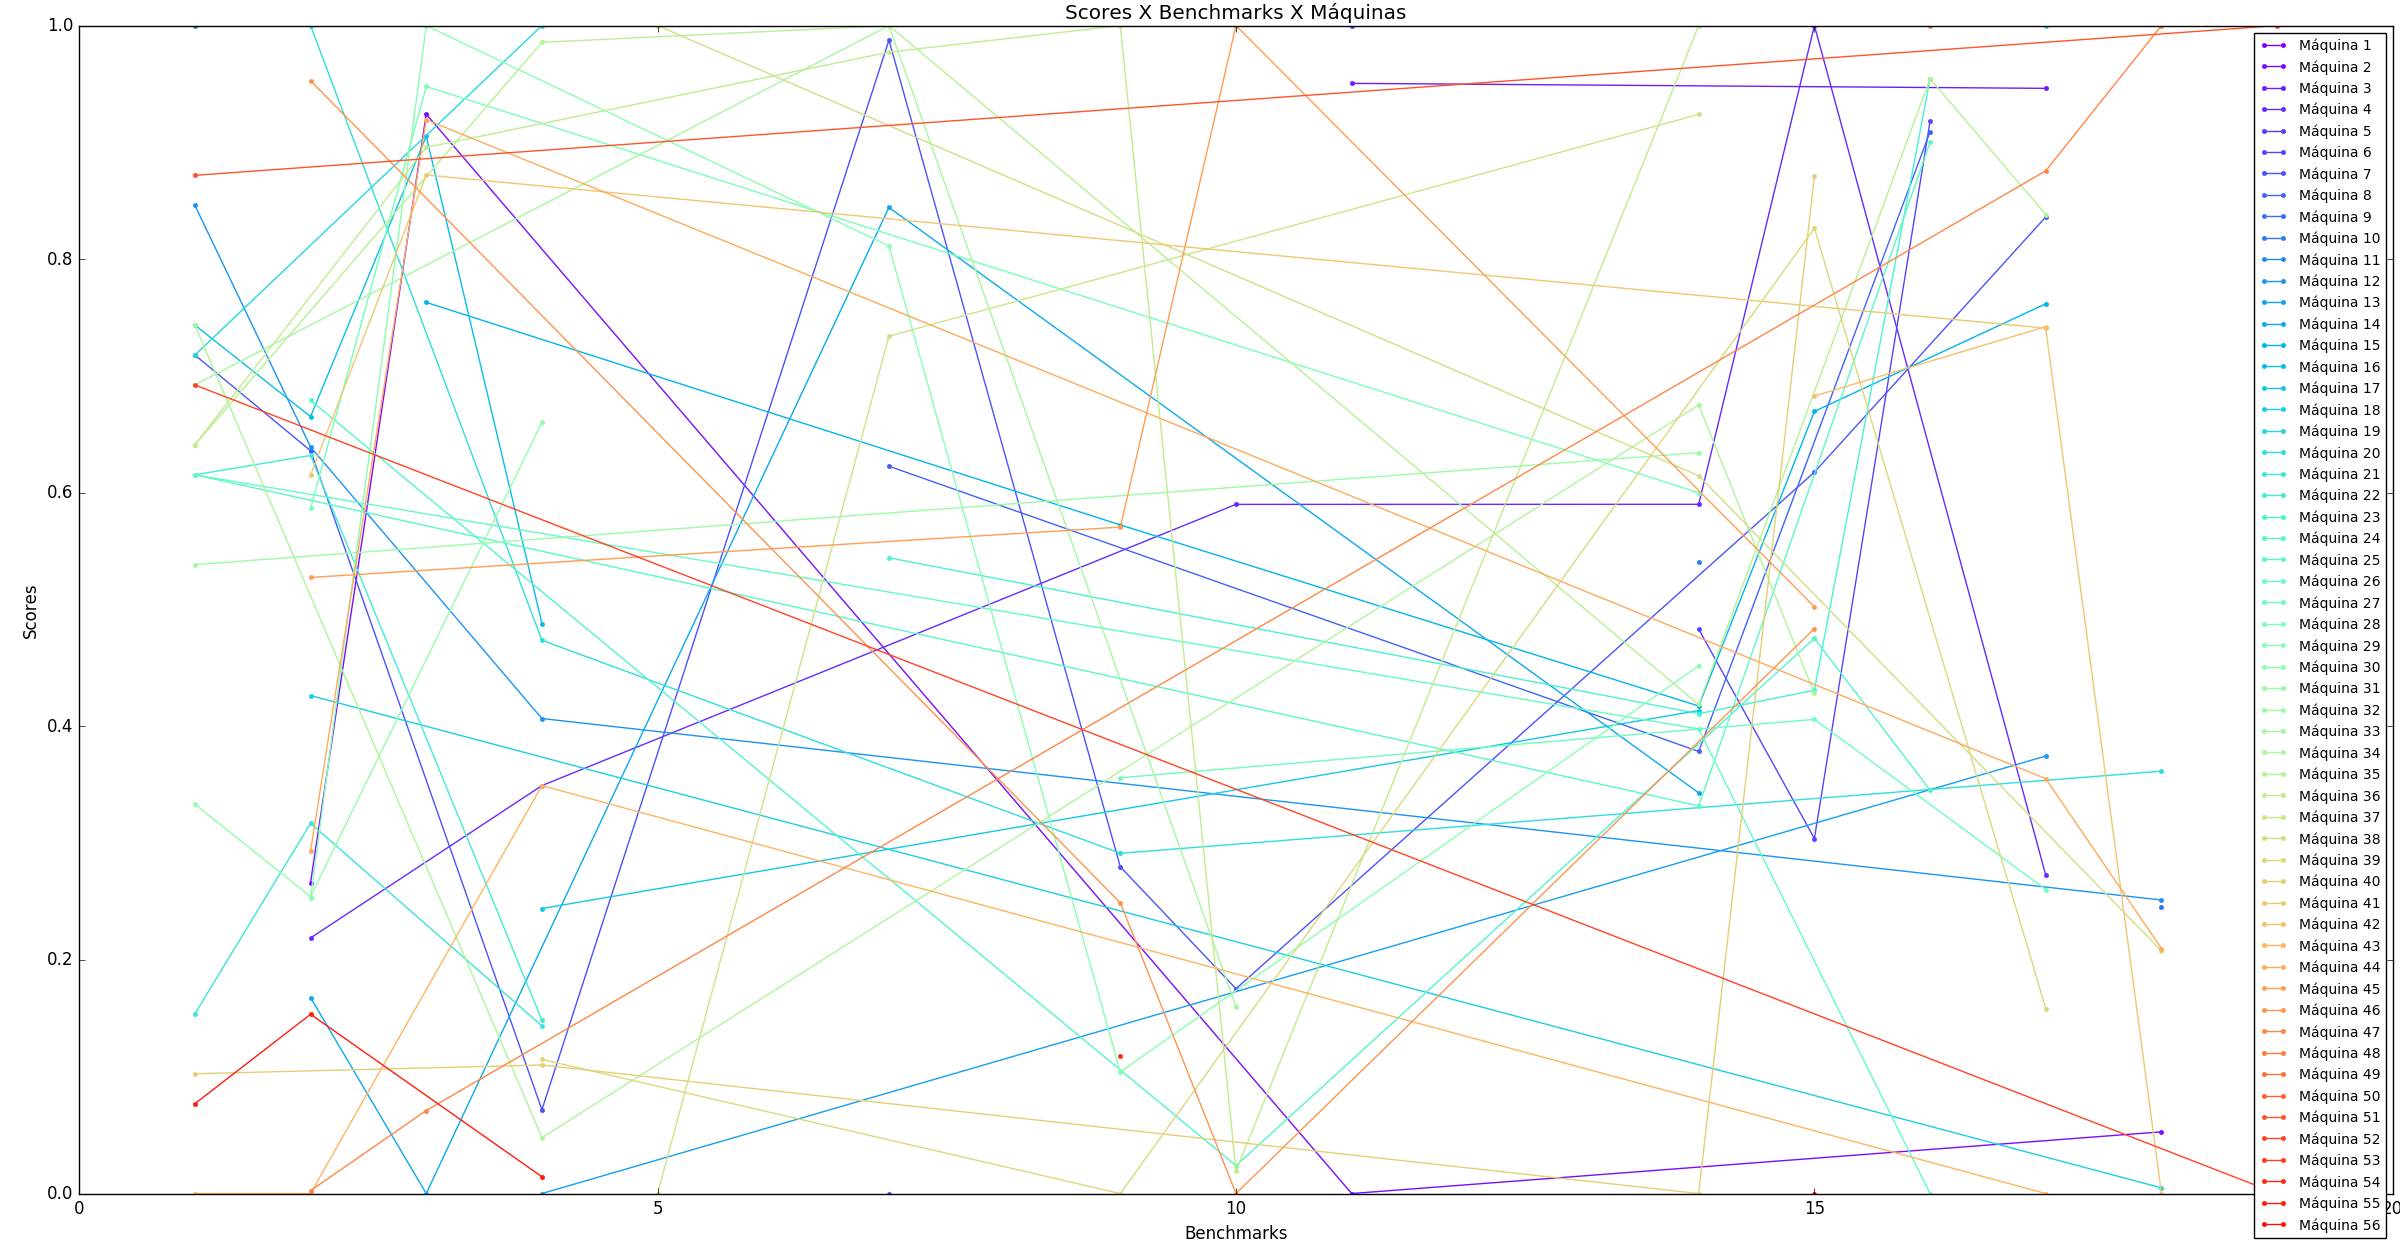 Scores X Benchmarks X Máquinas
1.0
0.8
0.6
0.4
0.2
0.0
Scores
0 5 10 15 20
Benchmarks
Máquina 1
Máquina 2
Máquina 3
Máquina 4
Máquina 5
Máquina 6
Máquina 7
Máquina 8
Máquina 9
Máquina 10
Máquina 11
Máquina 12
Máquina 13
Máquina 14
Máquina 15
Máquina 16
Máquina 17
Máquina 18
Máquina 19
Máquina 20
Máquina 21
Máquina 22
Máquina 23
Máquina 24
Máquina 25
Máquina 26
Máquina 27
Máquina 28
Máquina 29
Máquina 30
Máquina 31
Máquina 32
Máquina 33
Máquina 34
Máquina 35
Máquina 36
Máquina 37
Máquina 38
Máquina 39
Máquina 40
Máquina 41
Máquina 42
Máquina 43
Máquina 44
Máquina 45
Máquina 46
Máquina 47
Máquina 48
Máquina 49
Máquina 50
Máquina 51
Máquina 52
Máquina 53
Máquina 54
Máquina 55
Máquina 56